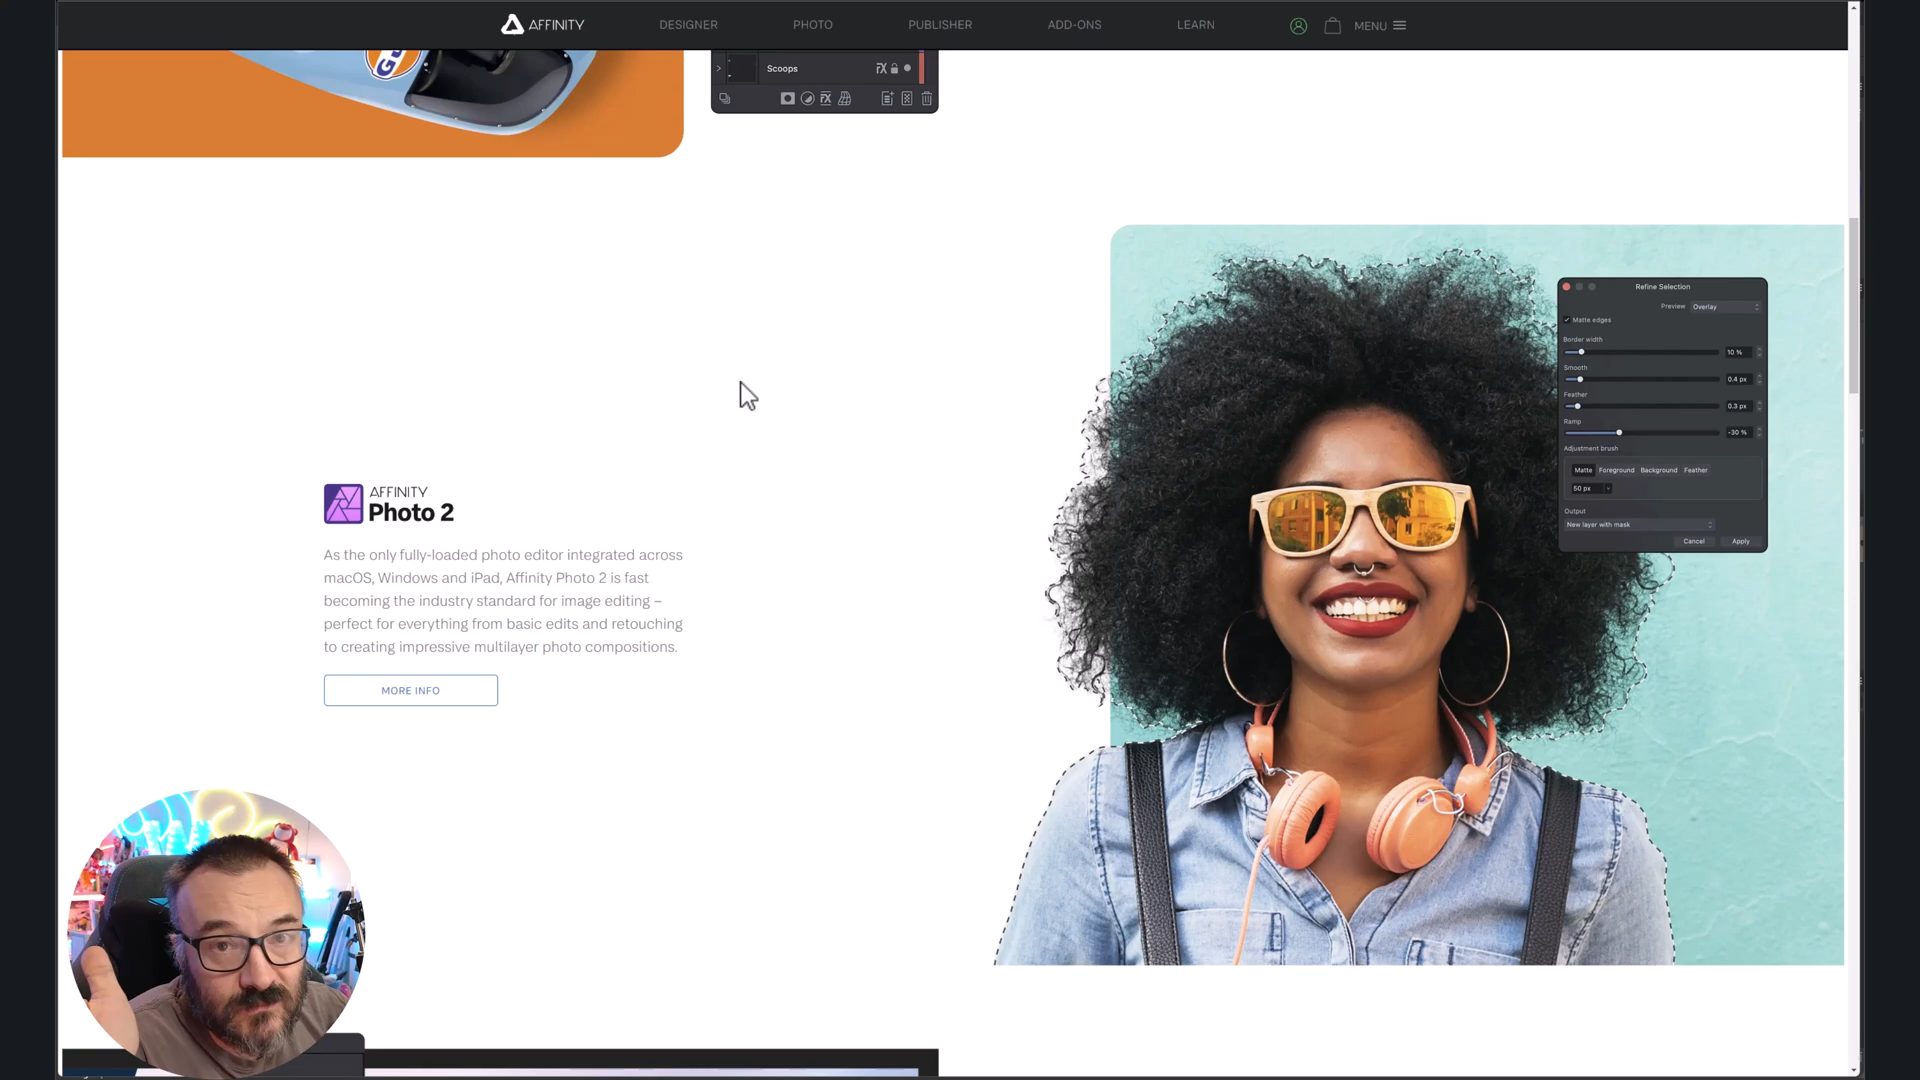 AFFINITY
DESIGNER
PHOTO
PUBLISHER
ADD-ONS
LEARN
MENU
Scoops
FX
FX
AFFINITY
Photo 2
As the only fully-loaded photo editor integrated across
macOS, Windows and iPad, Affinity Photo 2 is fast
becoming the industry standard for image editing –
perfect for everything from basic edits and retouching
to creating impressive multilayer photo compositions.
MORE INFO
Refine Selection
Preview Overlay
Matte edges
Border width
10 %
Smooth
0.4 px
Feather
0.3 px
Ramp
-30 %
Adjustment brush
Matte Foreground Background Feather
50 px
Output
New layer with mask
Cancel Apply